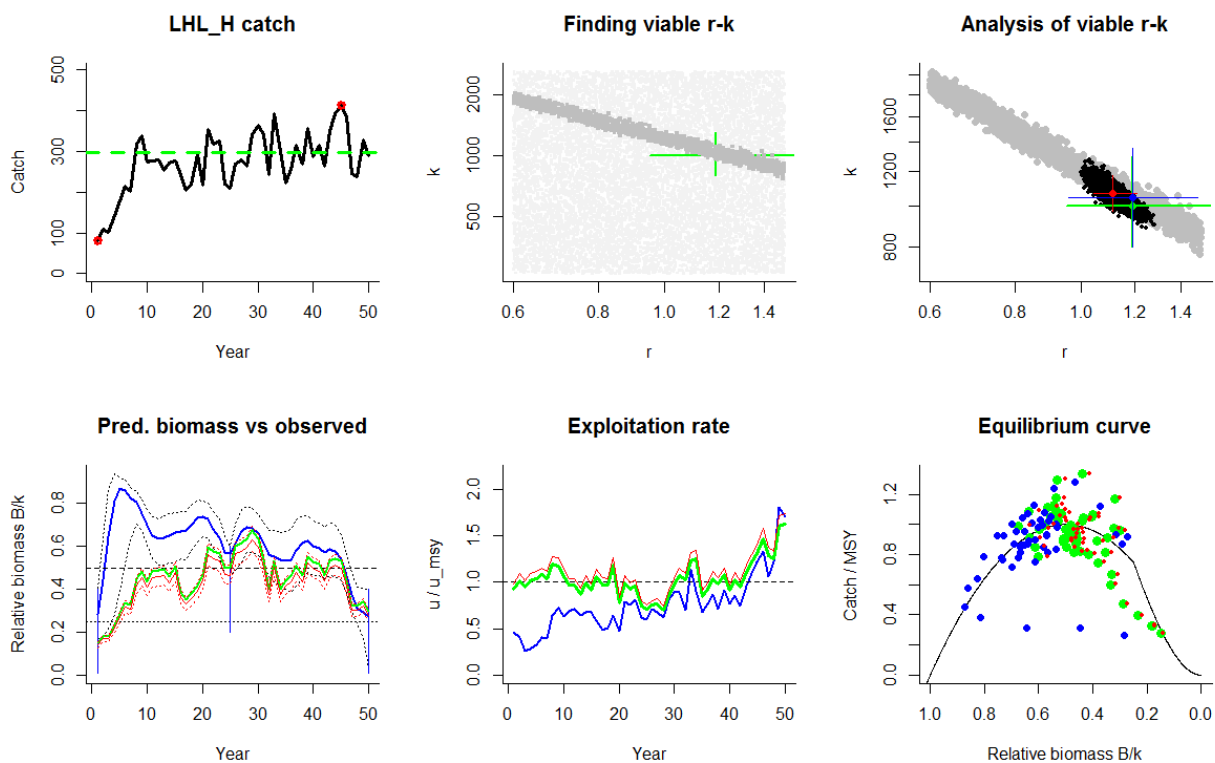 LHL_H catch
Catch
500
300
100
0
0 10 20 30 40 50
Year
Finding viable r-k
k
2000
1000
500
0.6 0.8 1.0 1.2 1.4
r
Analysis of viable r-k
k
1600
1200
800
0.6 0.8 1.0 1.2 1.4
r
Pred. biomass vs observed
Relative biomass B/k
0.8
0.6
0.4
0.2
0.0
0 10 20 30 40 50
Year
Exploitation rate
u / u_msy
2.0
1.5
1.0
0.5
0.0
0 10 20 30 40 50
Year
Equilibrium curve
Catch / MSY
1.2
0.8
0.4
0.0
1.0 0.8 0.6 0.4 0.2 0.0
Relative biomass B/k